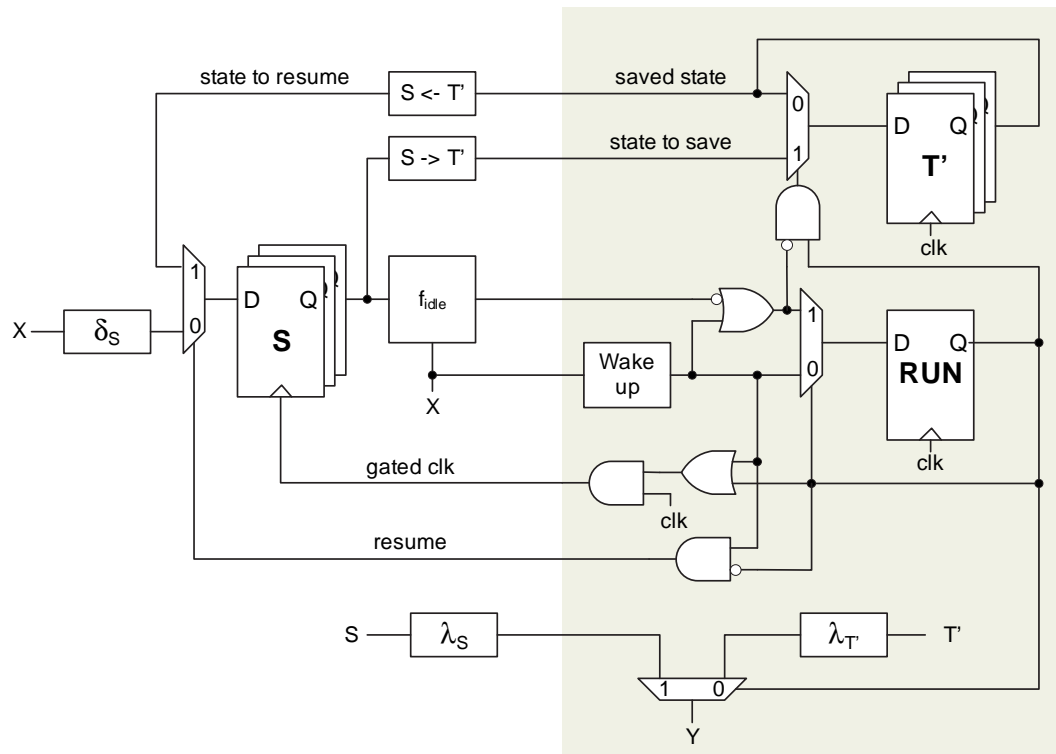 state to resume
S <- T’
saved state
0
D
Q
Q
T’
S -> T’
state to save
1
clk
1
D
Q
Q
S
f_idle
1
D
Q
RUN
X
δS
0
Wake
up
0
X
clk
gated clk
clk
resume
S
λS
λT’
T’
1
0
Y